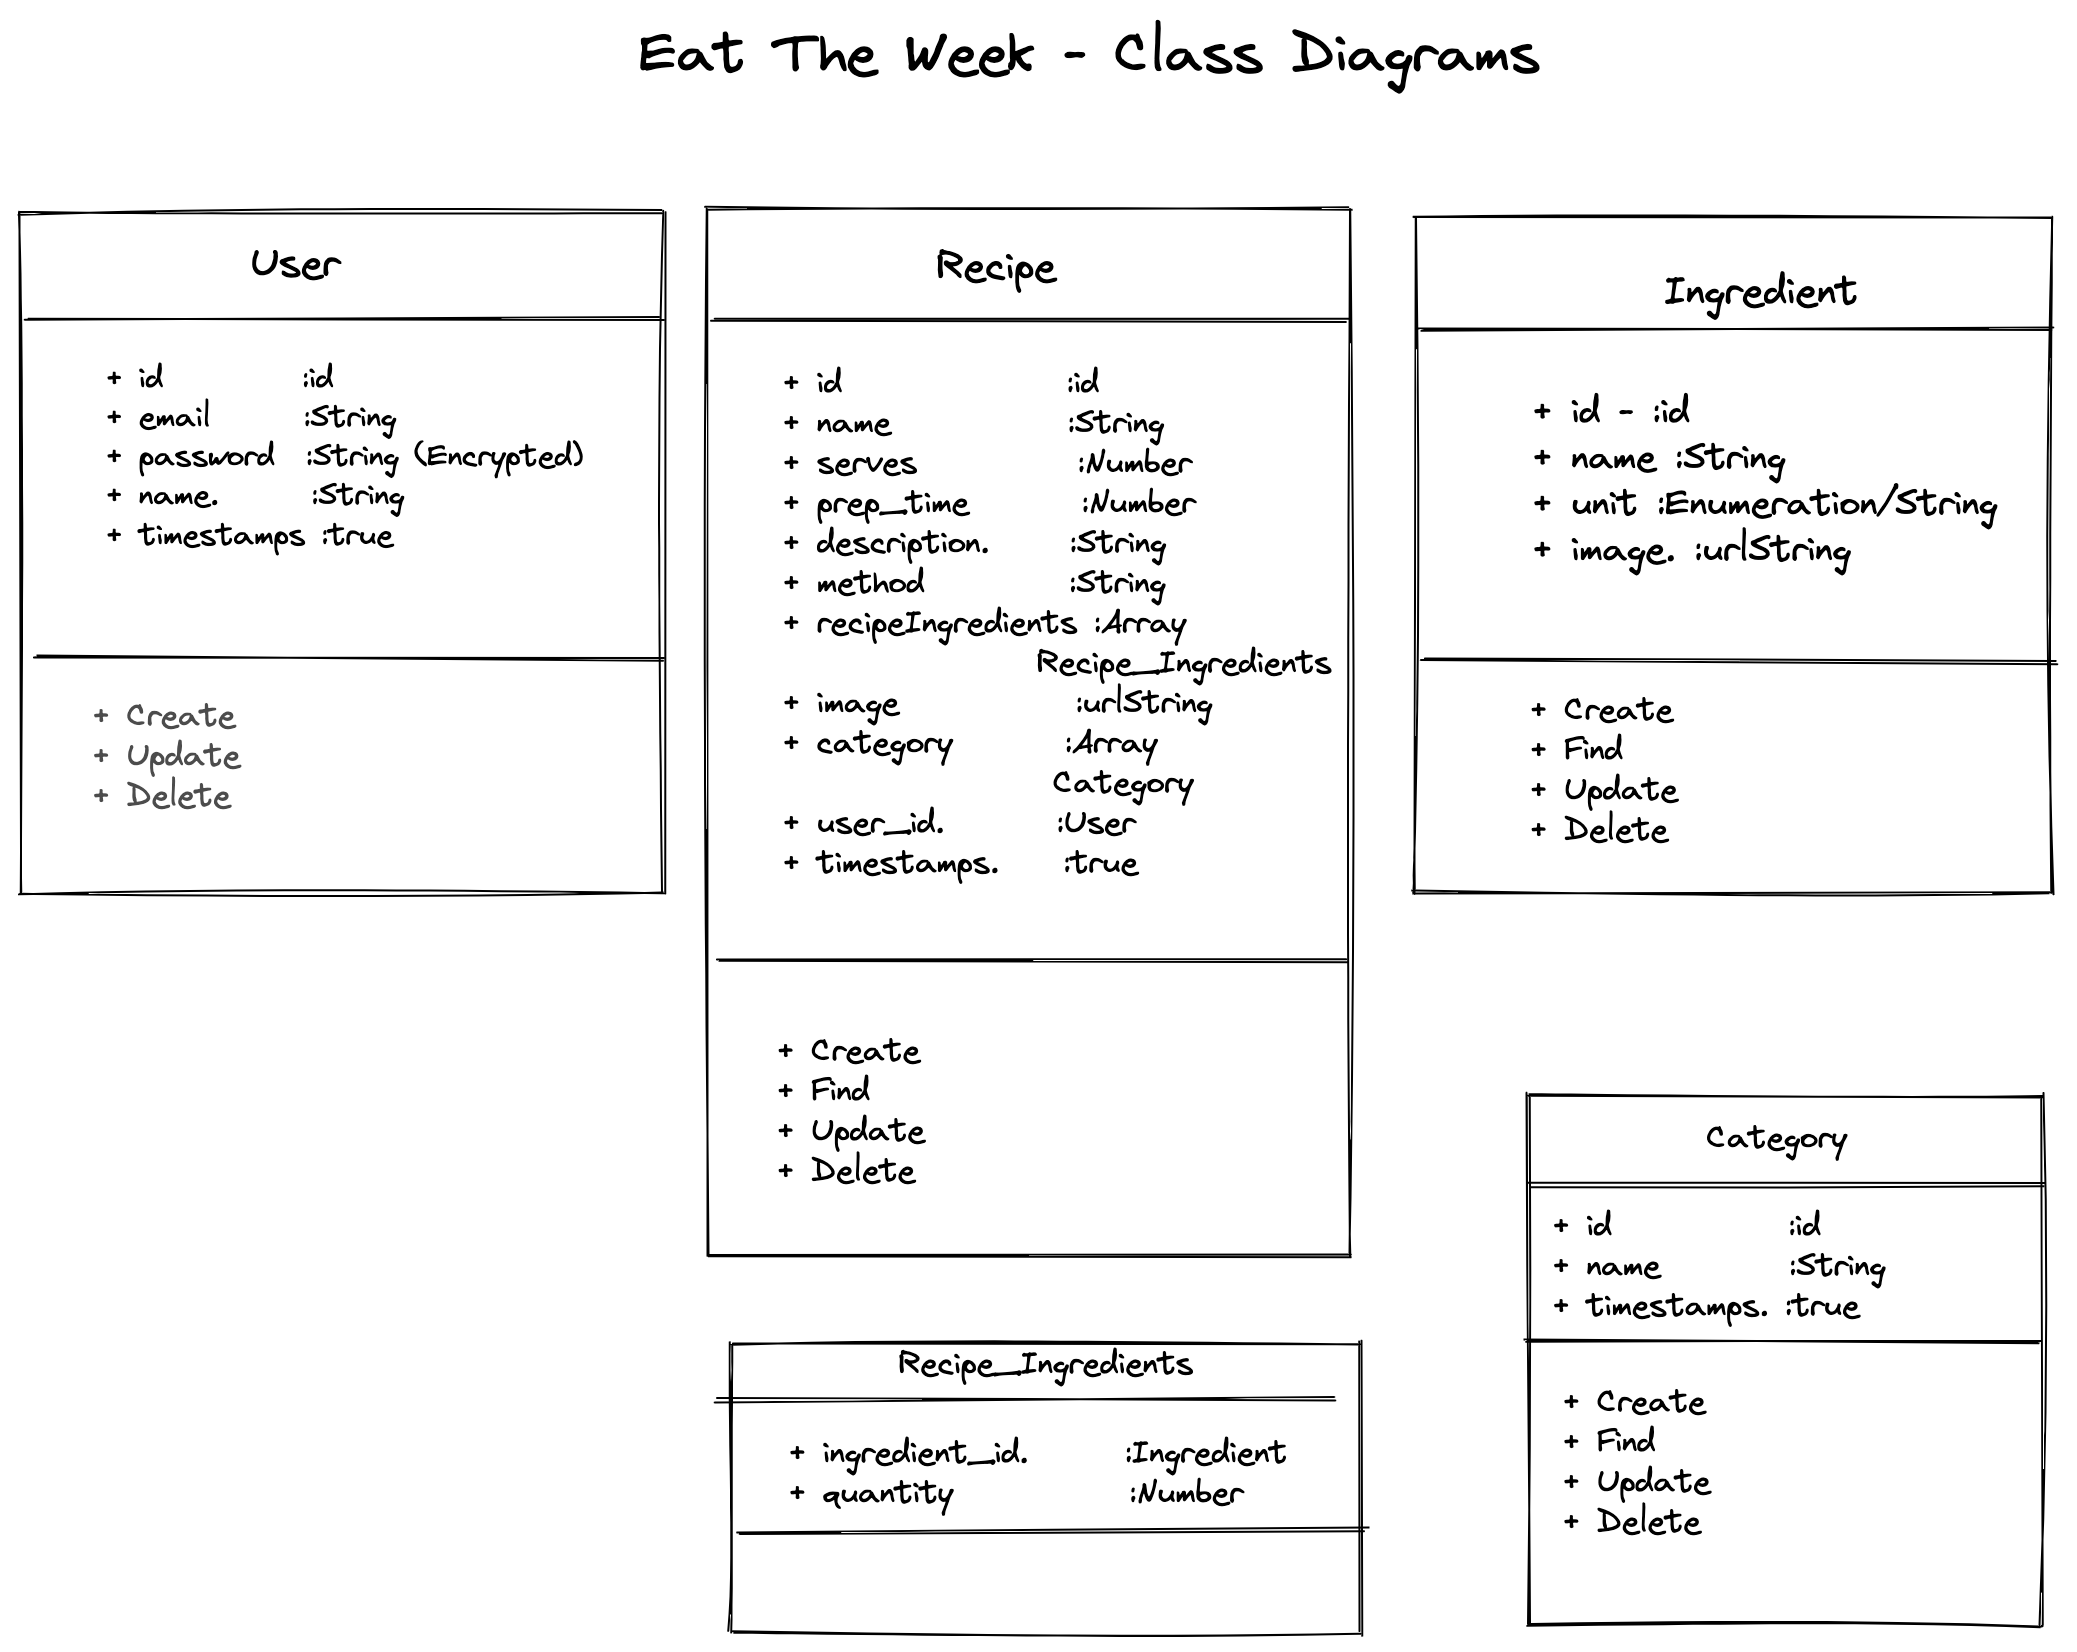 Eat The Week - Class Diagrams
User
+ id :id
+ email :String
+ password :String (Encrypted)
+ name. :String
+ timestamps :true
+ Create
+ Update
+ Delete
Recipe
+ id :id
+ name :String
+ serves :Number
+ prep_time :Number
+ description. :String
+ method :String
+ recipeIngredients :Array
Recipe_Ingredients
+ image :urlString
+ category :Array
Category
+ user_id. :User
+ timestamps. :true
+ Create
+ Find
+ Update
+ Delete
Ingredient
+ id - :id
+ name :String
+ unit :Enumeration/String
+ image. :urlString
+ Create
+ Find
+ Update
+ Delete
Recipe_Ingredients
+ ingredient_id. :Ingredient
+ quantity :Number
Category
+ id :id
+ name :String
+ timestamps. :true
+ Create
+ Find
+ Update
+ Delete